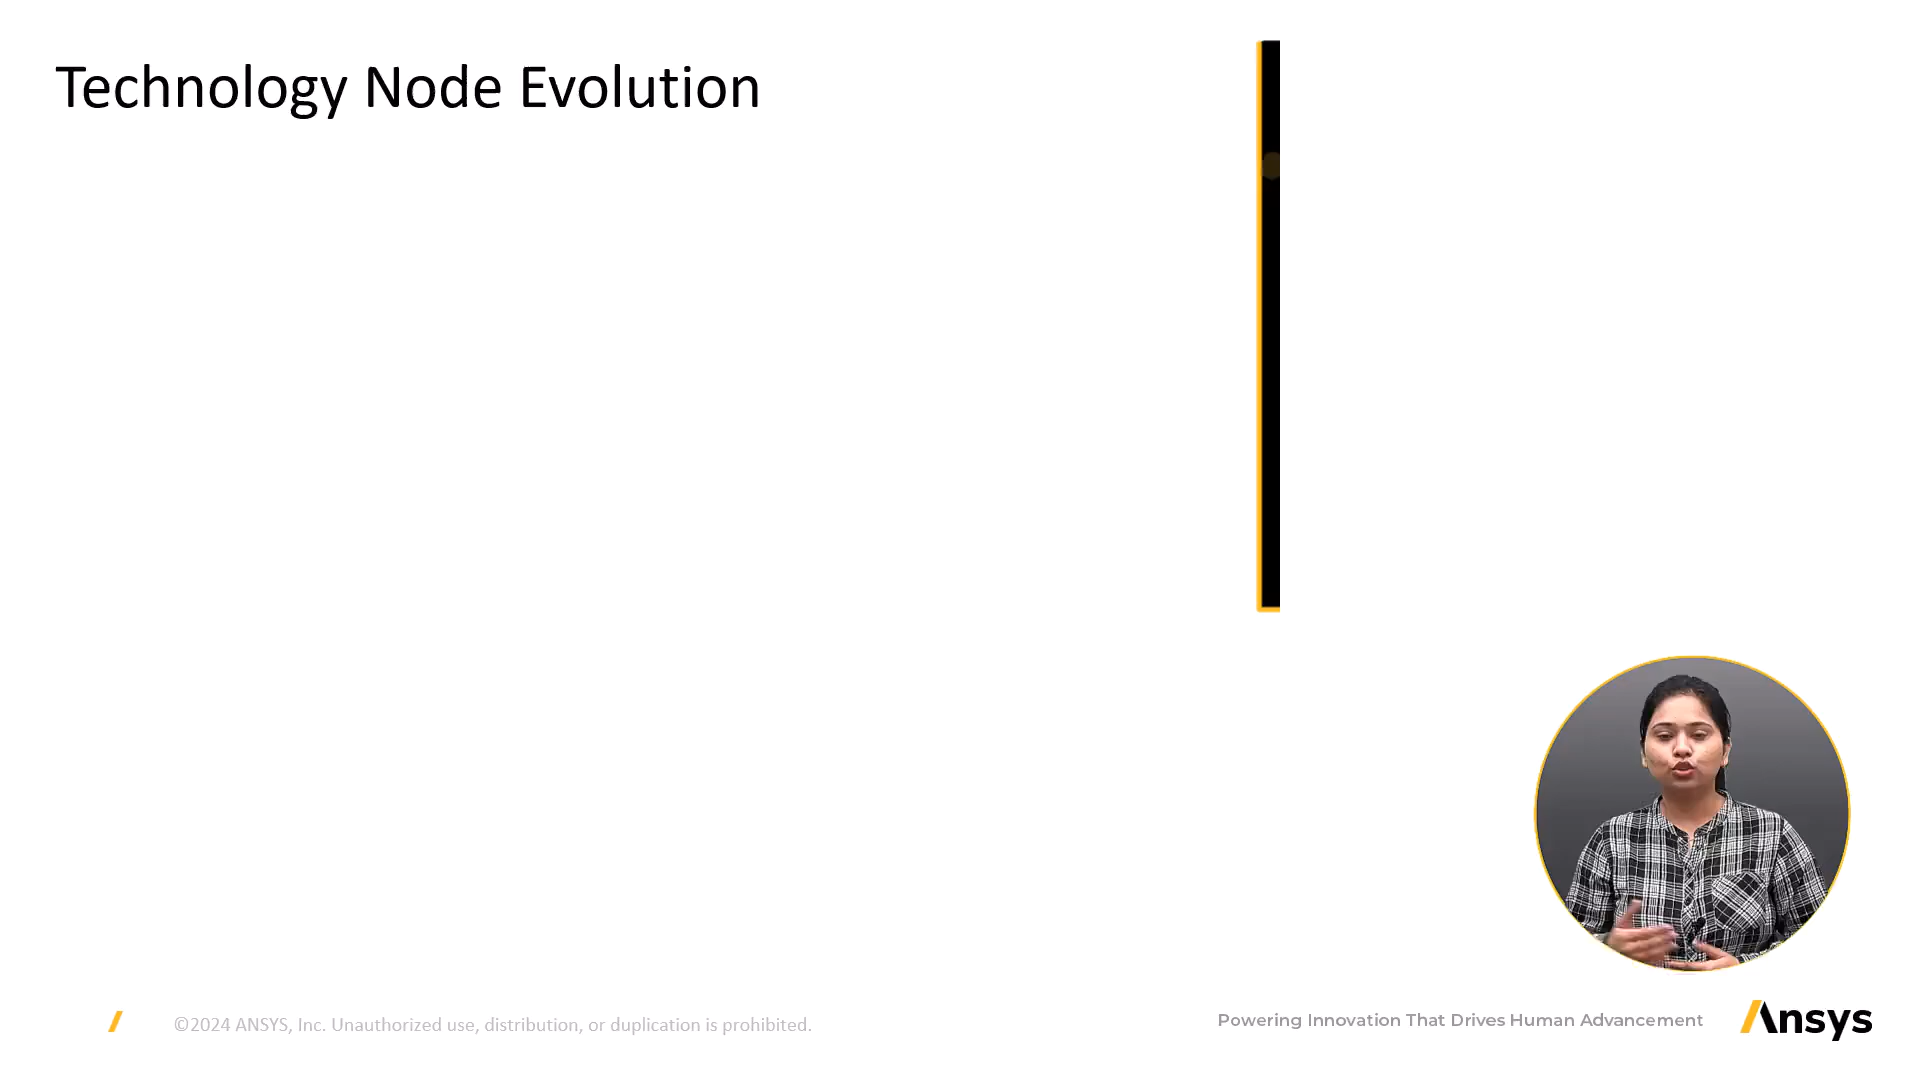 Technology Node Evolution
©2024 ANSYS, Inc. Unauthorized use, distribution, or duplication is prohibited.
Powering Innovation That Drives Human Advancement
Ansys